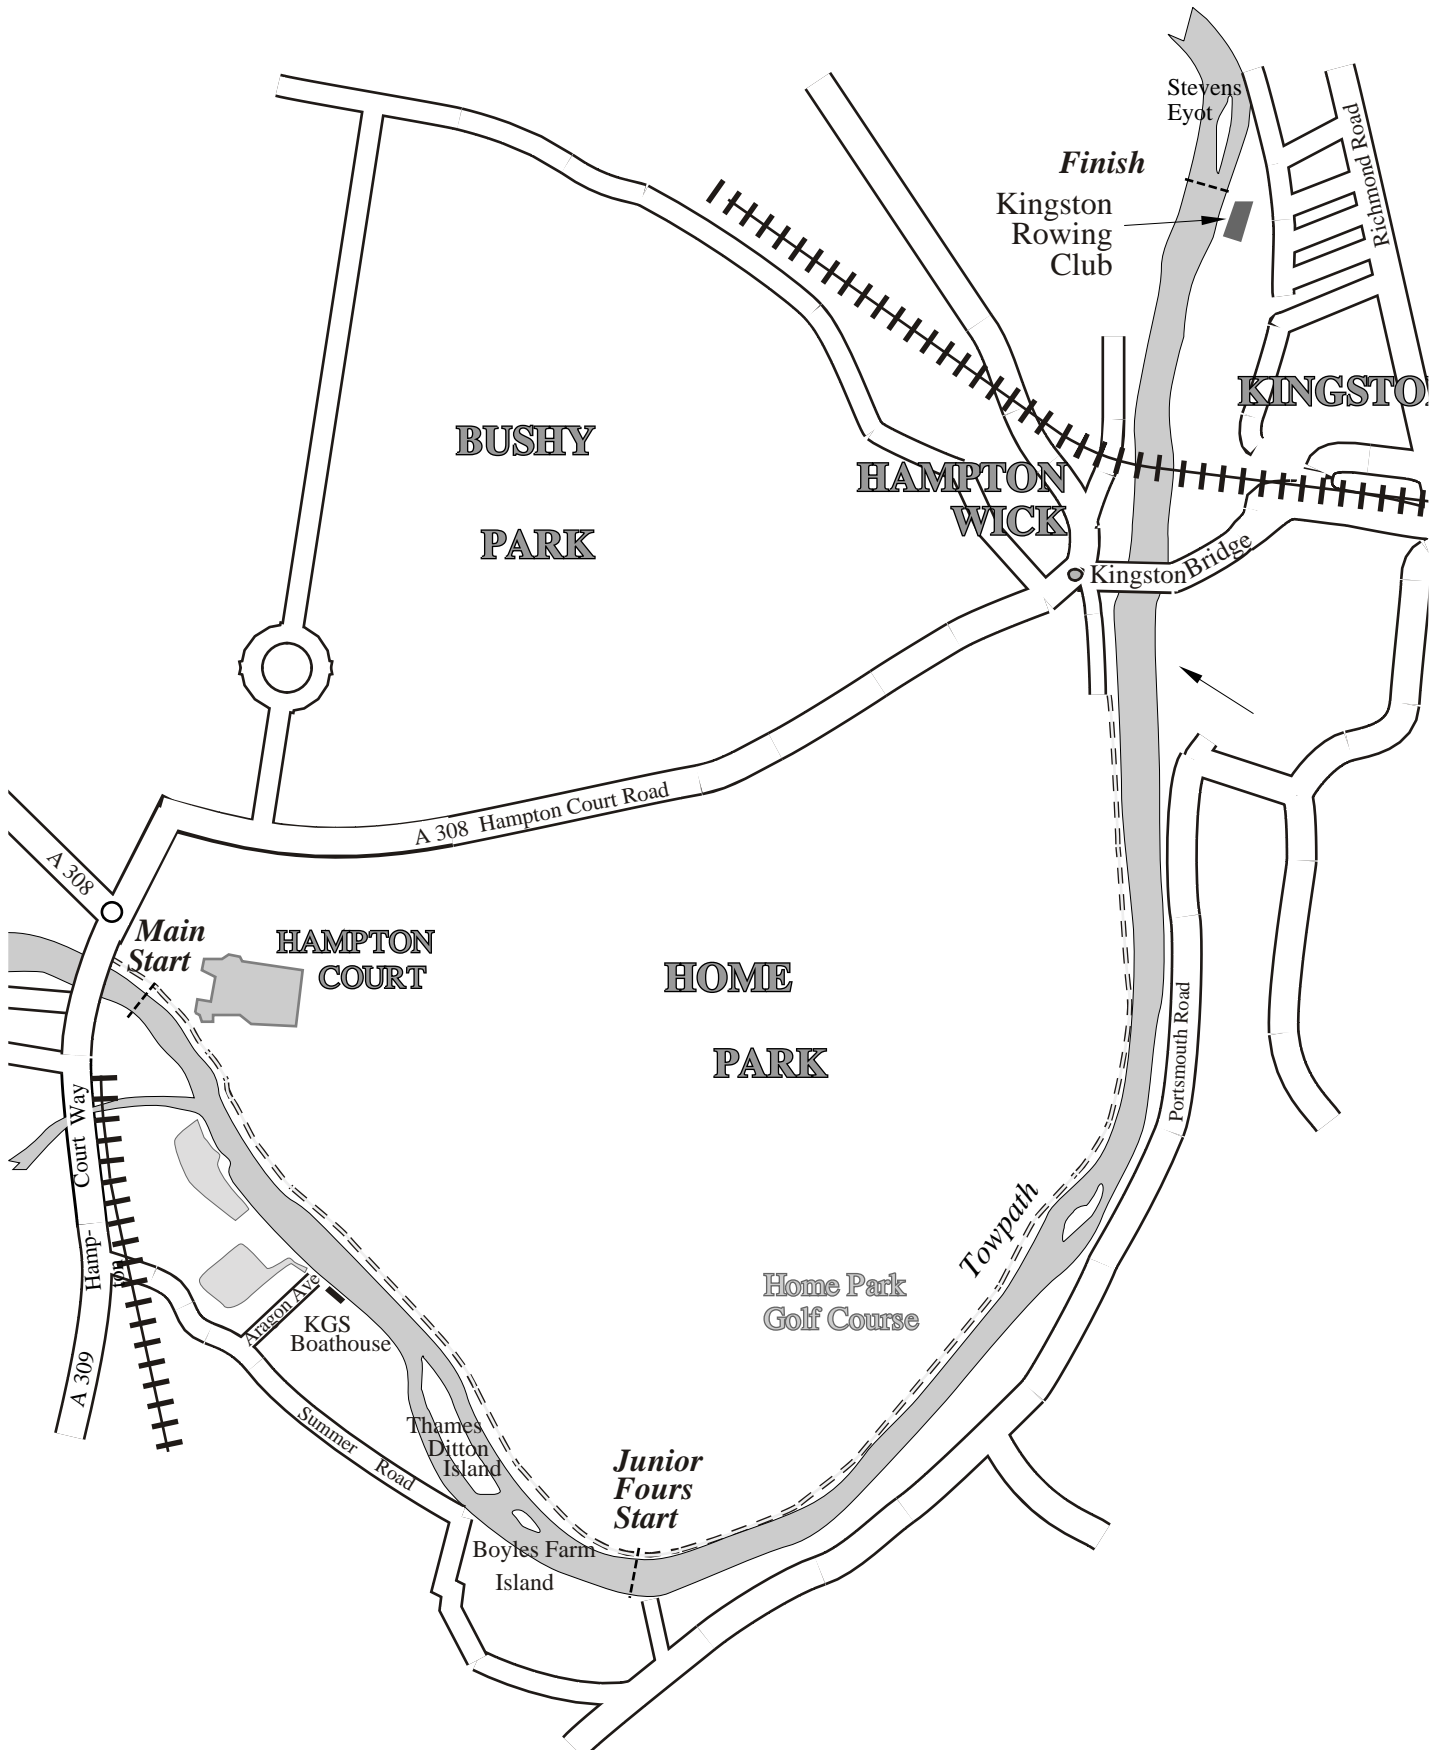 Stevens
Eyot
Finish
Kingston
Rowing
Club
Richmond Road
KINGSTO
BUSHY
PARK
HAMPTON
WICK
Kingston Bridge
A 308 Hampton Court Road
A 308
Main
Start
HAMPTON
COURT
HOME
PARK
Portsmouth Road
Court Way
Hamp-
ton
A 309
Aragon Ave
KGS
Boathouse
Summer Road
Thames
Ditton
Island
Towpath
Home Park
Golf Course
Junior
Fours
Start
Boyles Farm
Island